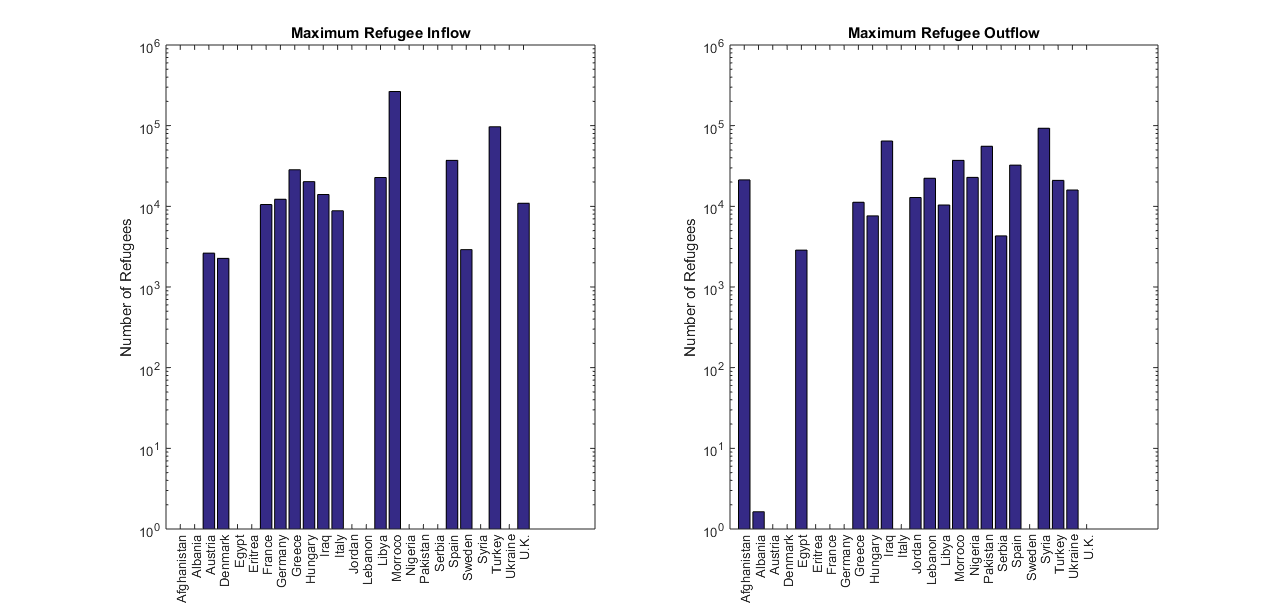 Maximum Refugee Inflow
10^6
10^5
10^4
10^3
10^2
10^1
10^0
Number of Refugees
Afghanistan
Albania
Austria
Denmark
Egypt
Eritrea
France
Germany
Greece
Hungary
Iraq
Italy
Jordan
Lebanon
Libya
Moroco
Nigeria
Pakistan
Serbia
Spain
Sweden
Syria
Turkey
Ukraine
U.K.
Maximum Refugee Outflow
10^6
10^5
10^4
10^3
10^2
10^1
10^0
Number of Refugees
Afghanistan
Albania
Austria
Denmark
Egypt
Eritrea
France
Germany
Greece
Hungary
Iraq
Italy
Jordan
Lebanon
Libya
Moroco
Nigeria
Pakistan
Serbia
Spain
Sweden
Syria
Turkey
Ukraine
U.K.